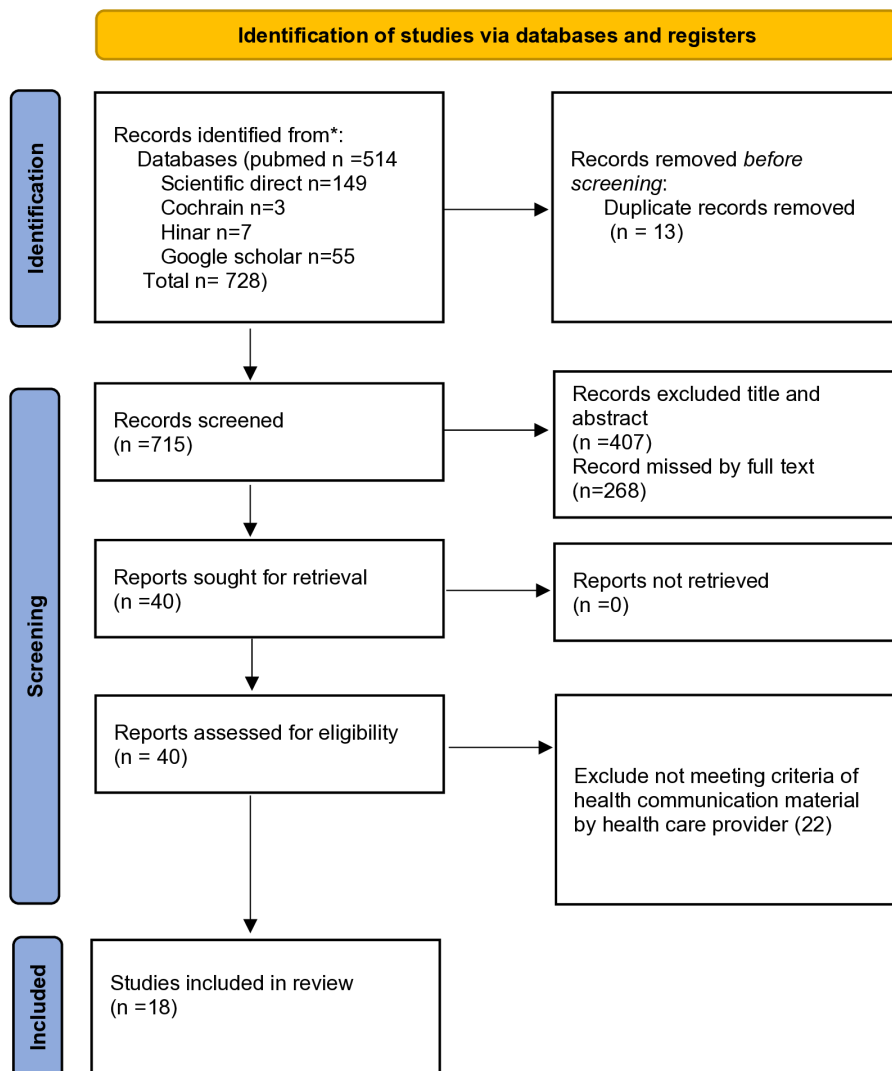 Identification of studies via databases and registers
Identification
Records identified from*:
Databases (pubmed n =514
Scientific direct n=149
Cochrain n=3
Hinar n=7
Google scholar n=55
Total n= 728)
Records removed before
screening:
Duplicate records removed
(n = 13)
Screening
Records screened
(n =715)
Records excluded title and
abstract
(n =407)
Record missed by full text
(n=268)
Reports sought for retrieval
(n =40)
Reports not retrieved
(n =0)
Reports assessed for eligibility
(n = 40)
Exclude not meeting criteria of
health communication material
by health care provider (22)
Included
Studies included in review
(n =18)